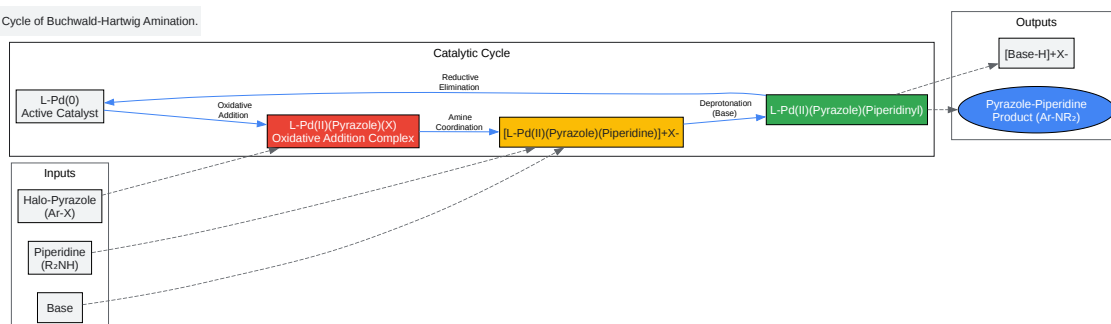 Cycle of Buchwald-Hartwig Amination.
Catalytic Cycle
L-Pd(0)
Active Catalyst
Oxidative
Addition
L-Pd(II)(Pyrazole)(X)
Oxidative Addition Complex
Amine
Coordination
[L-Pd(II)(Pyrazole)(Piperidine)]+X-
Deprotonation
(Base)
L-Pd(II)(Pyrazole)(Piperidinyl)
Reductive
Elimination
Inputs
Halo-Pyrazole
(Ar-X)
Piperidine
(R₂NH)
Base
Outputs
[Base-H]+X-
Pyrazole-Piperidine
Product (Ar-NR₂)